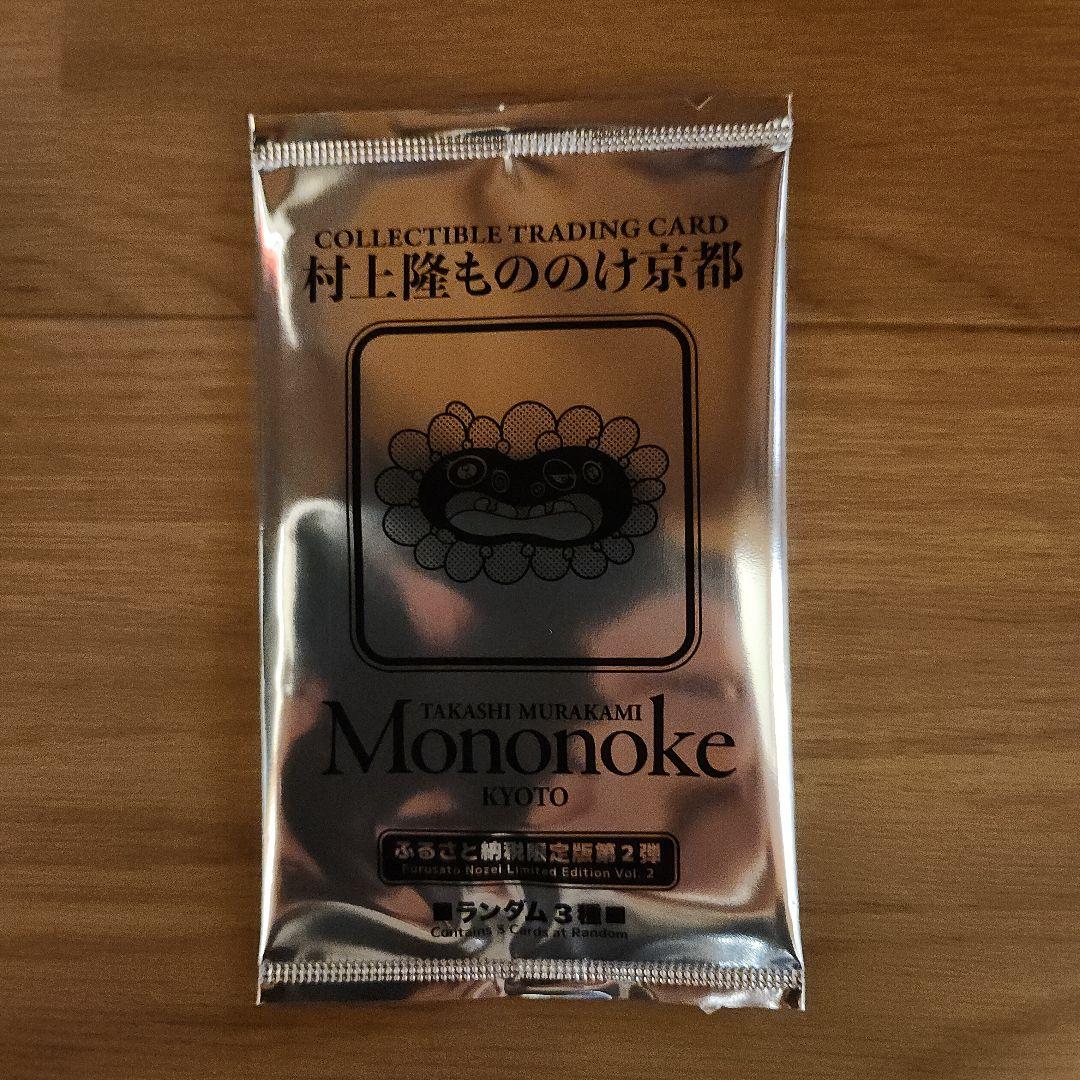 COLLECTIBLE TRADING CARD
村上隆もののけ京都
TAKASHI MURAKAMI
Mononoke
KYOTO
ふるさと納税限定版第2弾
Furusato Nozei Limited Edition Vol. 2
■ランダム3種■
Contains 3 Cards at Random